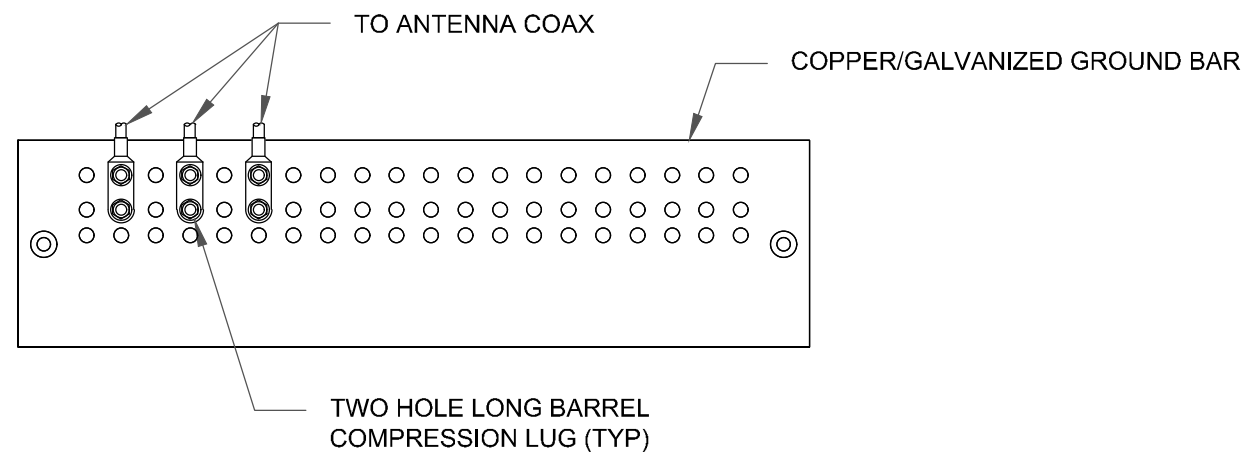 TO ANTENNA COAX
COPPER/GALVANIZED GROUND BAR
TWO HOLE LONG BARREL
COMPRESSION LUG (TYP)